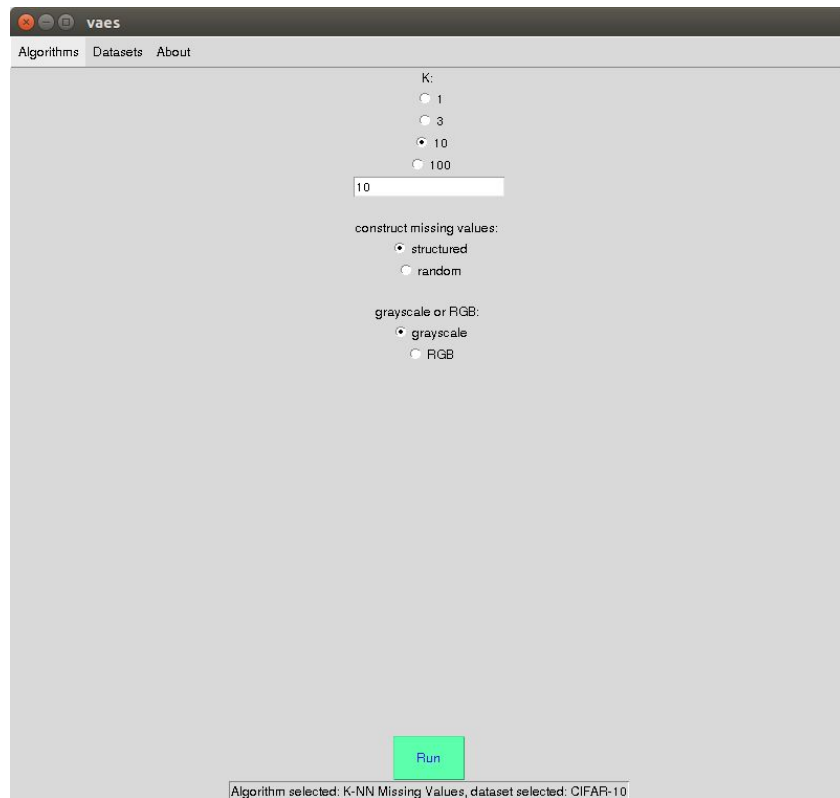 vaes
Algorithms Datasets About
K:
1
3
10
100
10
construct missing values:
structured
random
grayscale or RGB:
grayscale
RGB
Run
Algorithm selected: K-NN Missing Values, dataset selected: CIFAR-10